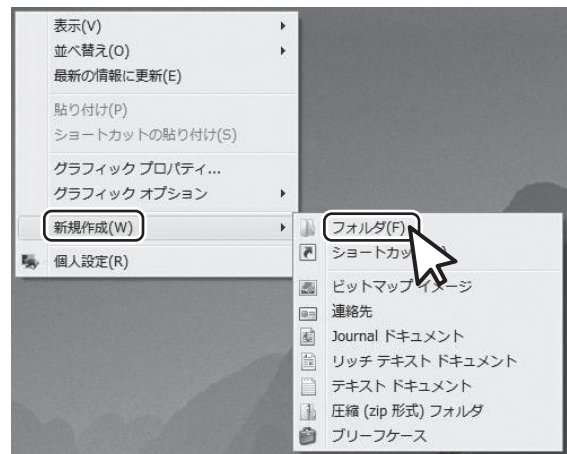 表示(V)
並べ替え(O)
最新の情報に更新(E)
貼り付け(P)
ショートカットの貼り付け(S)
グラフィック プロパティ...
グラフィック オプション
新規作成(W)
個人設定(R)
フォルダ(F)
ショートカッ
ビットマップ イメージ
連絡先
Journal ドキュメント
リッチ テキスト ドキュメント
テキスト ドキュメント
圧縮 (zip 形式) フォルダ
ブリーフケース